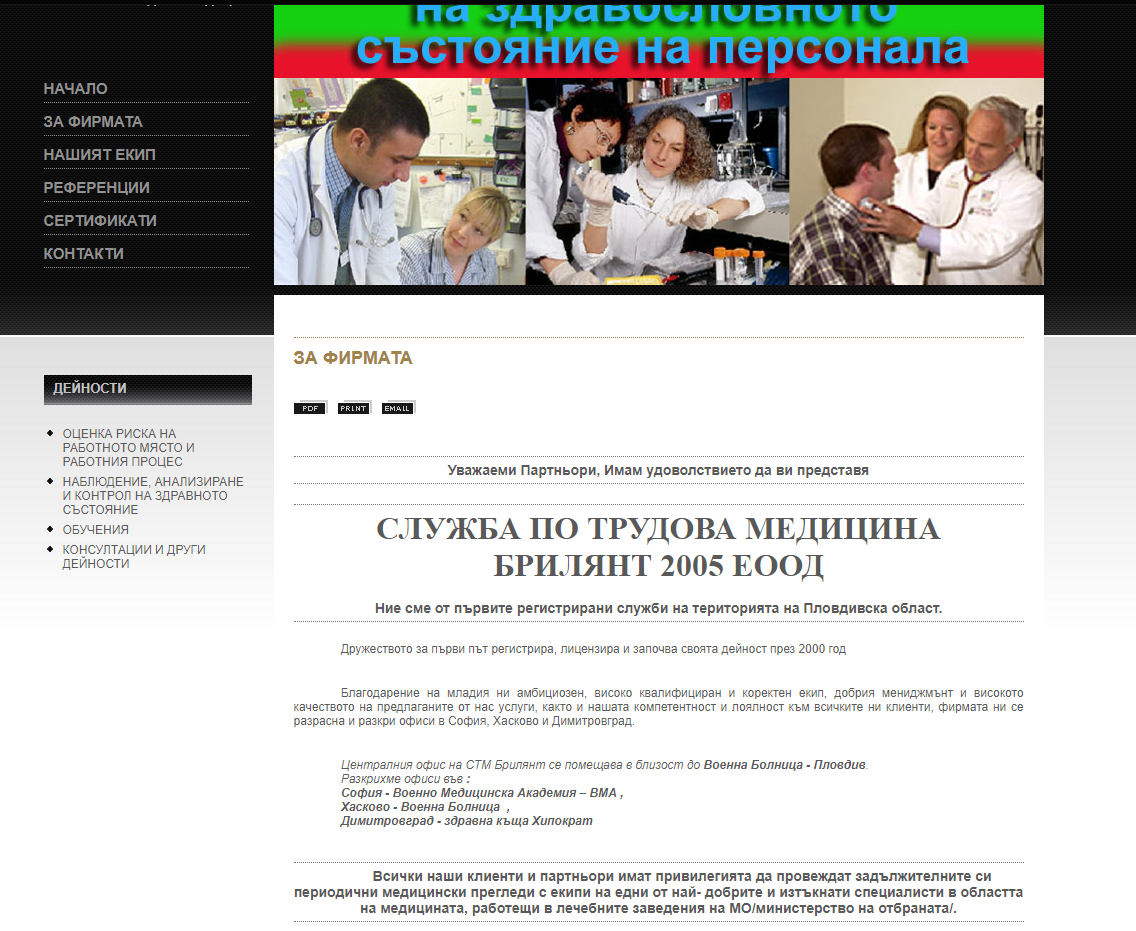 на здравословното
състояние на персонала
НАЧАЛО
ЗА ФИРМАТА
НАШИЯТ ЕКИП
РЕФЕРЕНЦИИ
СЕРТИФИКАТИ
КОНТАКТИ
ДЕЙНОСТИ
ОЦЕНКА РИСКА НА
РАБОТНОТО МЯСТО И
РАБОТНИЯ ПРОЦЕС
НАБЛЮДЕНИЕ, АНАЛИЗИРАНЕ
И КОНТРОЛ НА ЗДРАВНОТО
СЪСТОЯНИЕ
ОБУЧЕНИЯ
КОНСУЛТАЦИИ И ДРУГИ
ДЕЙНОСТИ
ЗА ФИРМАТА
PDF PRINT EMAIL
Уважаеми Партньори, Имам удоволствието да ви представя
СЛУЖБА ПО ТРУДОВА МЕДИЦИНА
БРИЛЯНТ 2005 ЕООД
Ние сме от първите регистрирани служби на територията на Пловдивска област.
Дружеството за първи път регистрира, лицензира и започва своята дейност през 2000 год
Благодарение на младия ни амбициозен, високо квалифициран и коректен екип, добрия мениджмънт и високото
качеството на предлаганите от нас услуги, както и нашата компетентност и лоялност към всичките ни клиенти, фирмата ни се
разрасна и разкри офиси в София, Хасково и Димитровград.
Централния офис на СТМ Брилянт се помещава в близост до Военна Болница - Пловдив.
Разкрихме офиси във :
София - Военно Медицинска Академия – ВМА ,
Хасково - Военна Болница ,
Димитровград - здравна къща Хипократ
Всички наши клиенти и партньори имат привилегията да провеждат задължителните си
периодични медицински прегледи с екипи на едни от най- добрите и изтъкнати специалисти в областта
на медицината, работещи в лечебните заведения на МО/министерство на отбраната/.